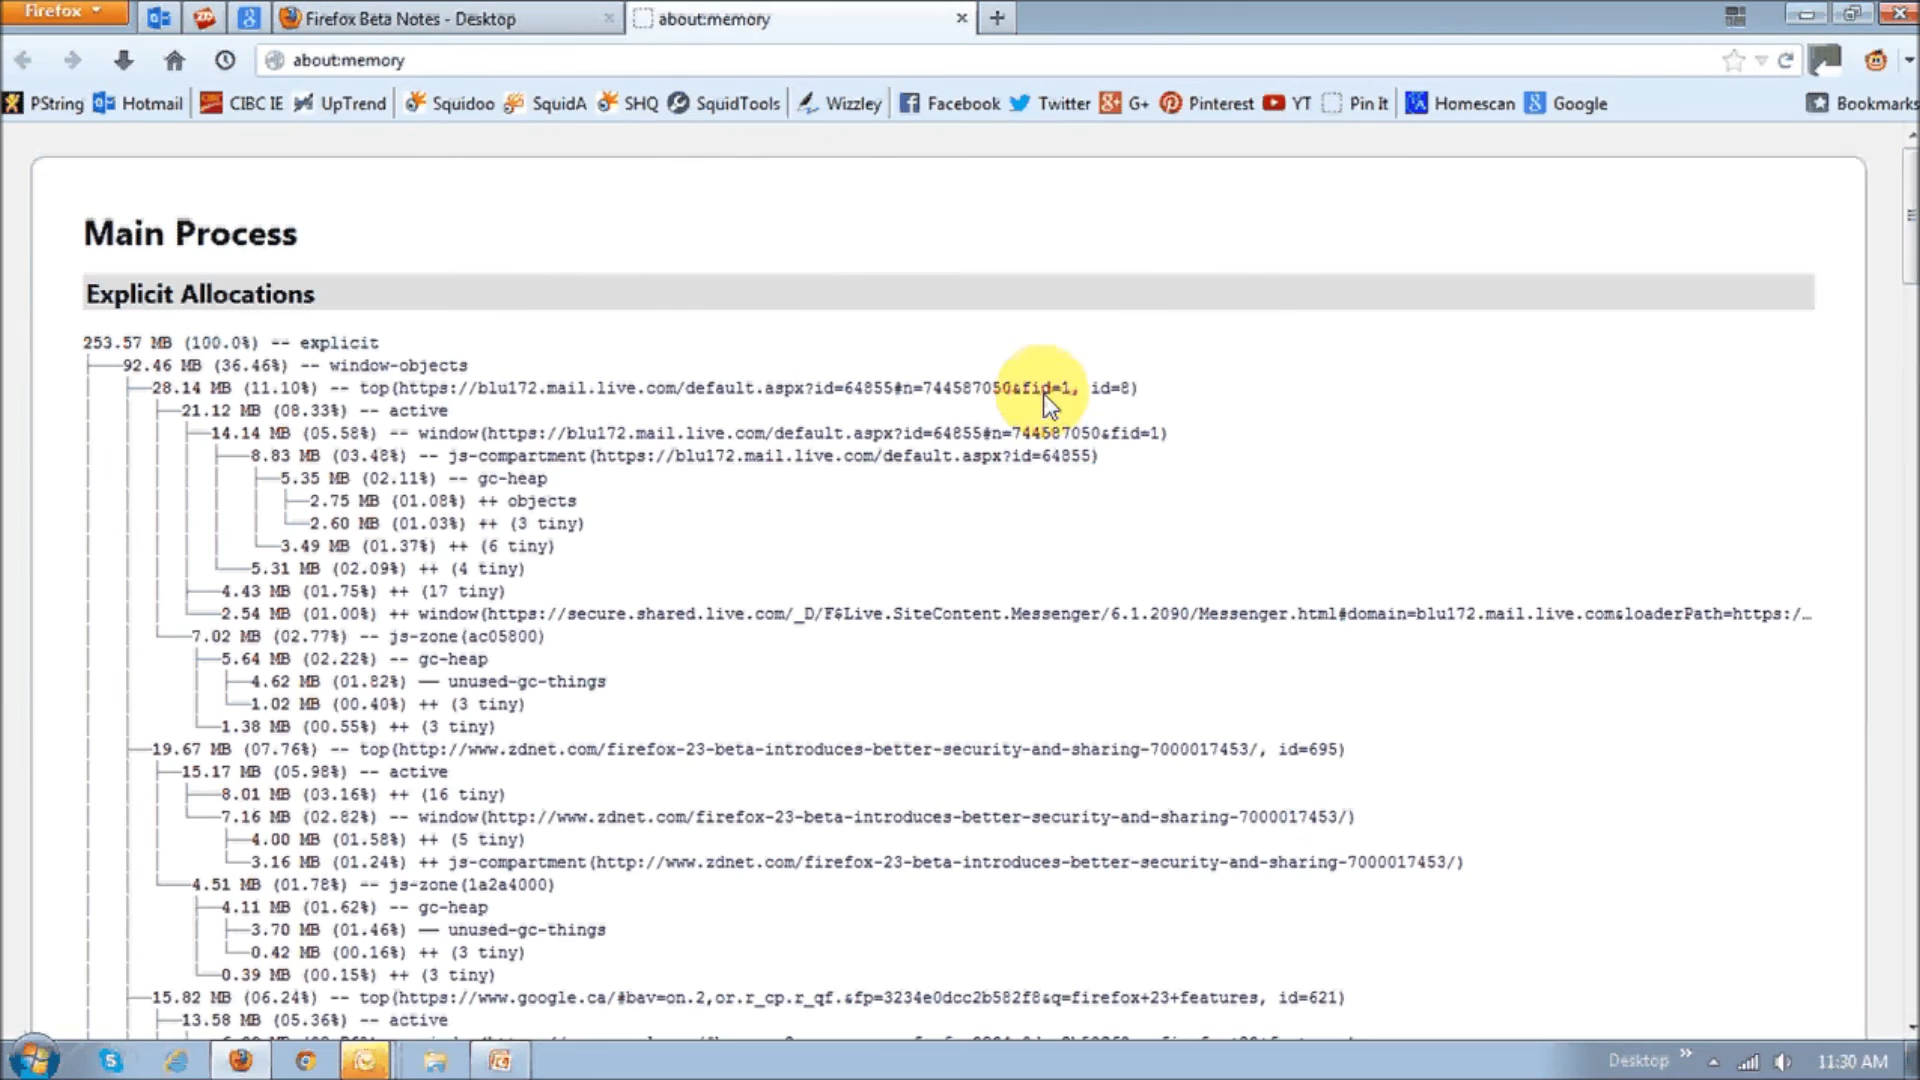 Firefox
Firefox Beta Notes - Desktop
about:memory
about:memory
PString Hotmail CIBC IE UpTrend Squidoo SquidA SHQ SquidTools Wizzley Facebook Twitter G+ Pinterest YT Pin It Homescan Google Bookmarks
Main Process
Explicit Allocations
253.57 MB (100.0%) -- explicit
├──92.46 MB (36.46%) -- window-objects
├──28.14 MB (11.10%) -- top(https://blu172.mail.live.com/default.aspx?id=64855#n=744587050&fid=1, id=8)
├──21.12 MB (08.33%) -- active
├──14.14 MB (05.58%) -- window(https://blu172.mail.live.com/default.aspx?id=64855#n=744587050&fid=1)
├──8.83 MB (03.48%) -- js-compartment(https://blu172.mail.live.com/default.aspx?id=64855)
├──5.35 MB (02.11%) -- gc-heap
├──2.75 MB (01.08%) ++ objects
└──2.60 MB (01.03%) ++ (3 tiny)
└──3.49 MB (01.37%) ++ (6 tiny)
└──5.31 MB (02.09%) ++ (4 tiny)
├──4.43 MB (01.75%) ++ (17 tiny)
└──2.54 MB (01.00%) ++ window(https://secure.shared.live.com/_D/F$Live.SiteContent.Messenger/6.1.2090/Messenger.html#domain=blu172.mail.live.com&loaderPath=https:/…
└──7.02 MB (02.77%) -- js-zone(ac05800)
├──5.64 MB (02.22%) -- gc-heap
├──4.62 MB (01.82%) ── unused-gc-things
└──1.02 MB (00.40%) ++ (3 tiny)
└──1.38 MB (00.55%) ++ (3 tiny)
├──19.67 MB (07.76%) -- top(http://www.zdnet.com/firefox-23-beta-introduces-better-security-and-sharing-7000017453/, id=695)
├──15.17 MB (05.98%) -- active
├──8.01 MB (03.16%) ++ (16 tiny)
└──7.16 MB (02.82%) -- window(http://www.zdnet.com/firefox-23-beta-introduces-better-security-and-sharing-7000017453/)
├──4.00 MB (01.58%) ++ (5 tiny)
└──3.16 MB (01.24%) ++ js-compartment(http://www.zdnet.com/firefox-23-beta-introduces-better-security-and-sharing-7000017453/)
└──4.51 MB (01.78%) -- js-zone(1a2a4000)
├──4.11 MB (01.62%) -- gc-heap
├──3.70 MB (01.46%) ── unused-gc-things
└──0.42 MB (00.16%) ++ (3 tiny)
└──0.39 MB (00.15%) ++ (3 tiny)
├──15.82 MB (06.24%) -- top(https://www.google.ca/#bav=on.2,or.r_cp.r_qf.&fp=3234e0dcc2b582f8&q=firefox+23+features, id=621)
├──13.58 MB (05.36%) -- active
Desktop
11:30 AM